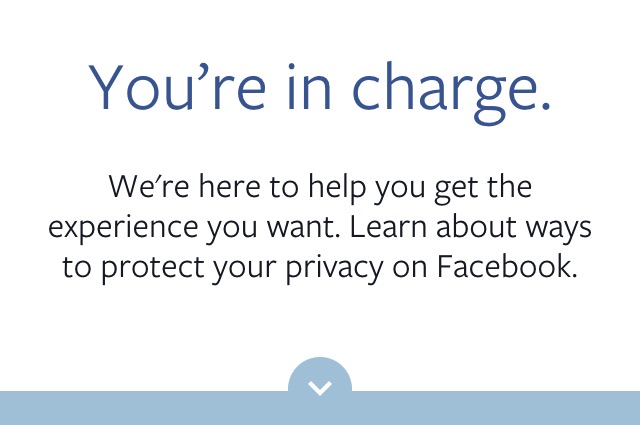 You’re in charge.
We're here to help you get the
experience you want. Learn about ways
to protect your privacy on Facebook.